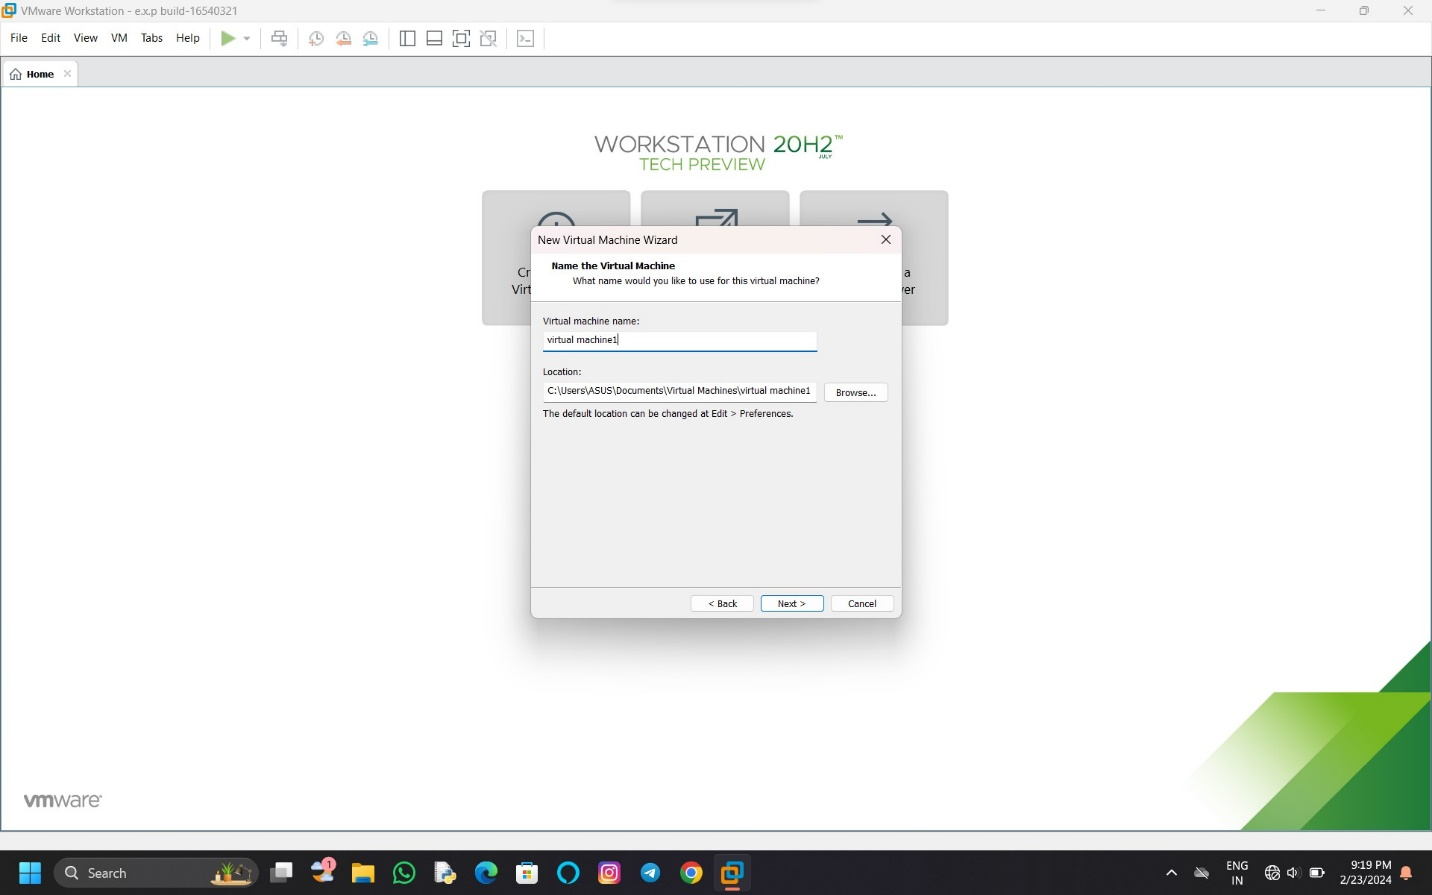 VMware Workstation - e.x.p build-16540321
File Edit View VM Tabs Help
Home
WORKSTATION 20H2™
JULY
TECH PREVIEW
Cr
Virt
a
er
New Virtual Machine Wizard
Name the Virtual Machine
What name would you like to use for this virtual machine?
Virtual machine name:
virtual machine1
Location:
C:\Users\ASUS\Documents\Virtual Machines\virtual machine1
Browse...
The default location can be changed at Edit > Preferences.
< Back Next > Cancel
vmware
Search
1
ENG
IN
9:19 PM
2/23/2024